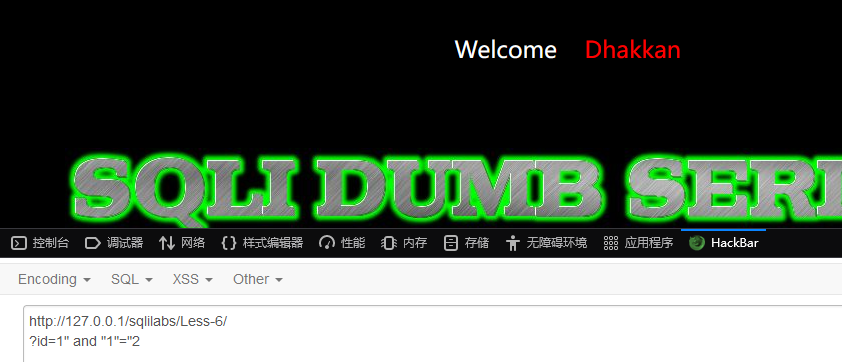 Welcome Dhakkan
SQLI DUMB SERI
控制台 调试器 网络 样式编辑器 性能 内存 存储 无障碍环境 应用程序 HackBar
Encoding SQL XSS Other
http://127.0.0.1/sqlilabs/Less-6/
?id=1" and "1"="2